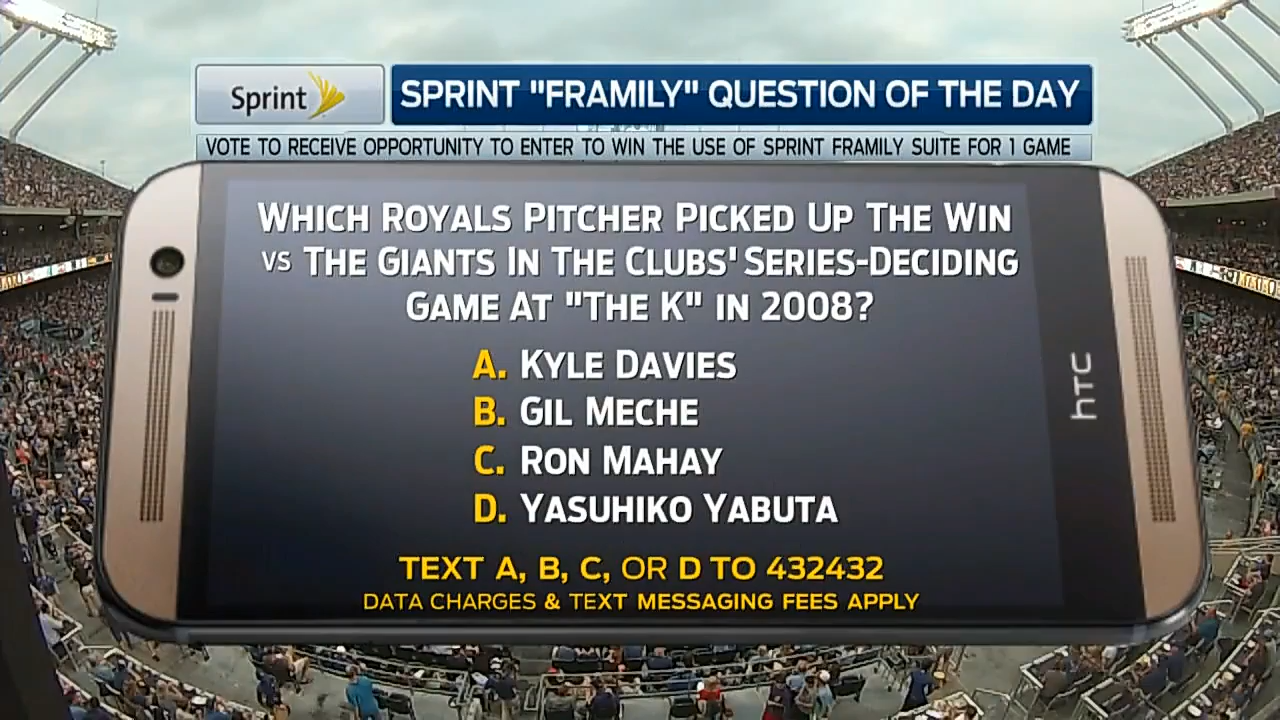 Sprint
SPRINT "FRAMILY" QUESTION OF THE DAY
VOTE TO RECEIVE OPPORTUNITY TO ENTER TO WIN THE USE OF SPRINT FRAMILY SUITE FOR 1 GAME
WHICH ROYALS PITCHER PICKED UP THE WIN
VS THE GIANTS IN THE CLUBS' SERIES-DECIDING
GAME AT "THE K" IN 2008?
A. KYLE DAVIES
B. GIL MECHE
C. RON MAHAY
D. YASUHIKO YABUTA
TEXT A, B, C, OR D TO 432432
DATA CHARGES & TEXT MESSAGING FEES APPLY
hTC